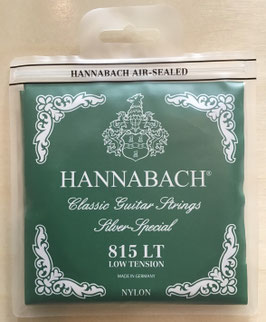 HANNABACH AIR-SEALED
HANNABACH®
Classic Guitar Strings
Silver-Special
815 LT
LOW TENSION
MADE IN GERMANY
NYLON